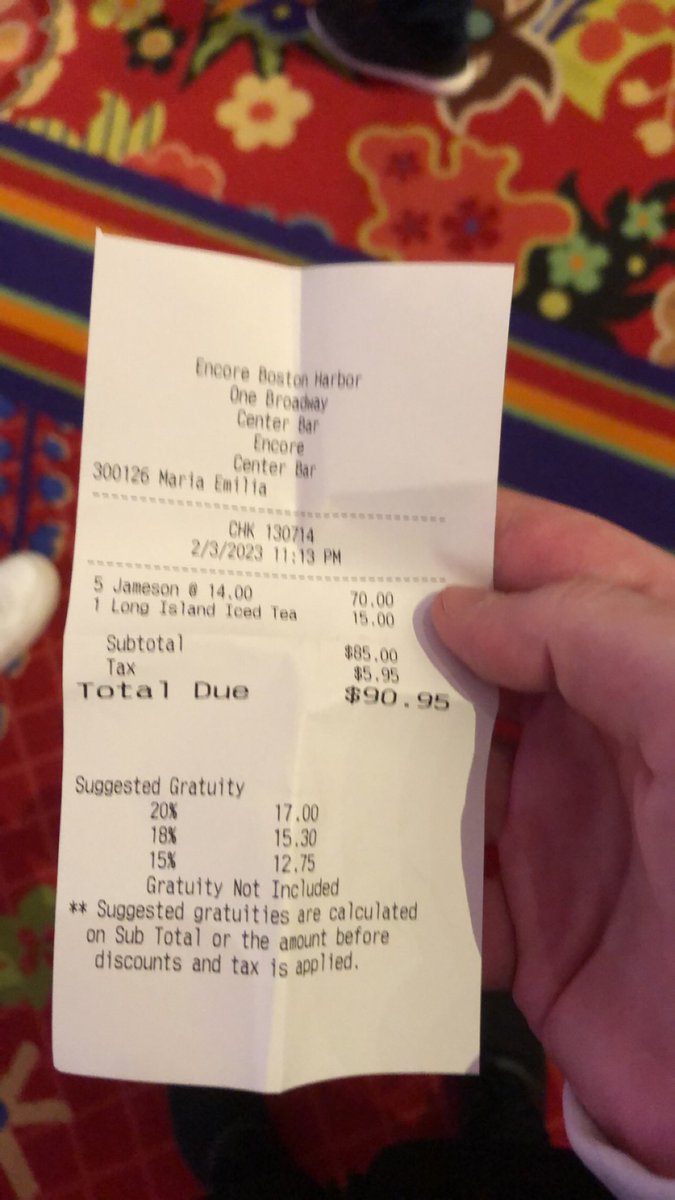 Encore Boston Harbor
One Broadway
Center Bar
Encore
Center Bar
300126 Maria Emilia
CHK 130714
2/3/2023 11:13 PM
5 Jameson @ 14.00 70.00
1 Long Island Iced Tea 15.00
Subtotal $85.00
Tax $5.95
Total Due $90.95
Suggested Gratuity
20% 17.00
18% 15.30
15% 12.75
Gratuity Not Included
** Suggested gratuities are calculated
on Sub Total or the amount before
discounts and tax is applied.